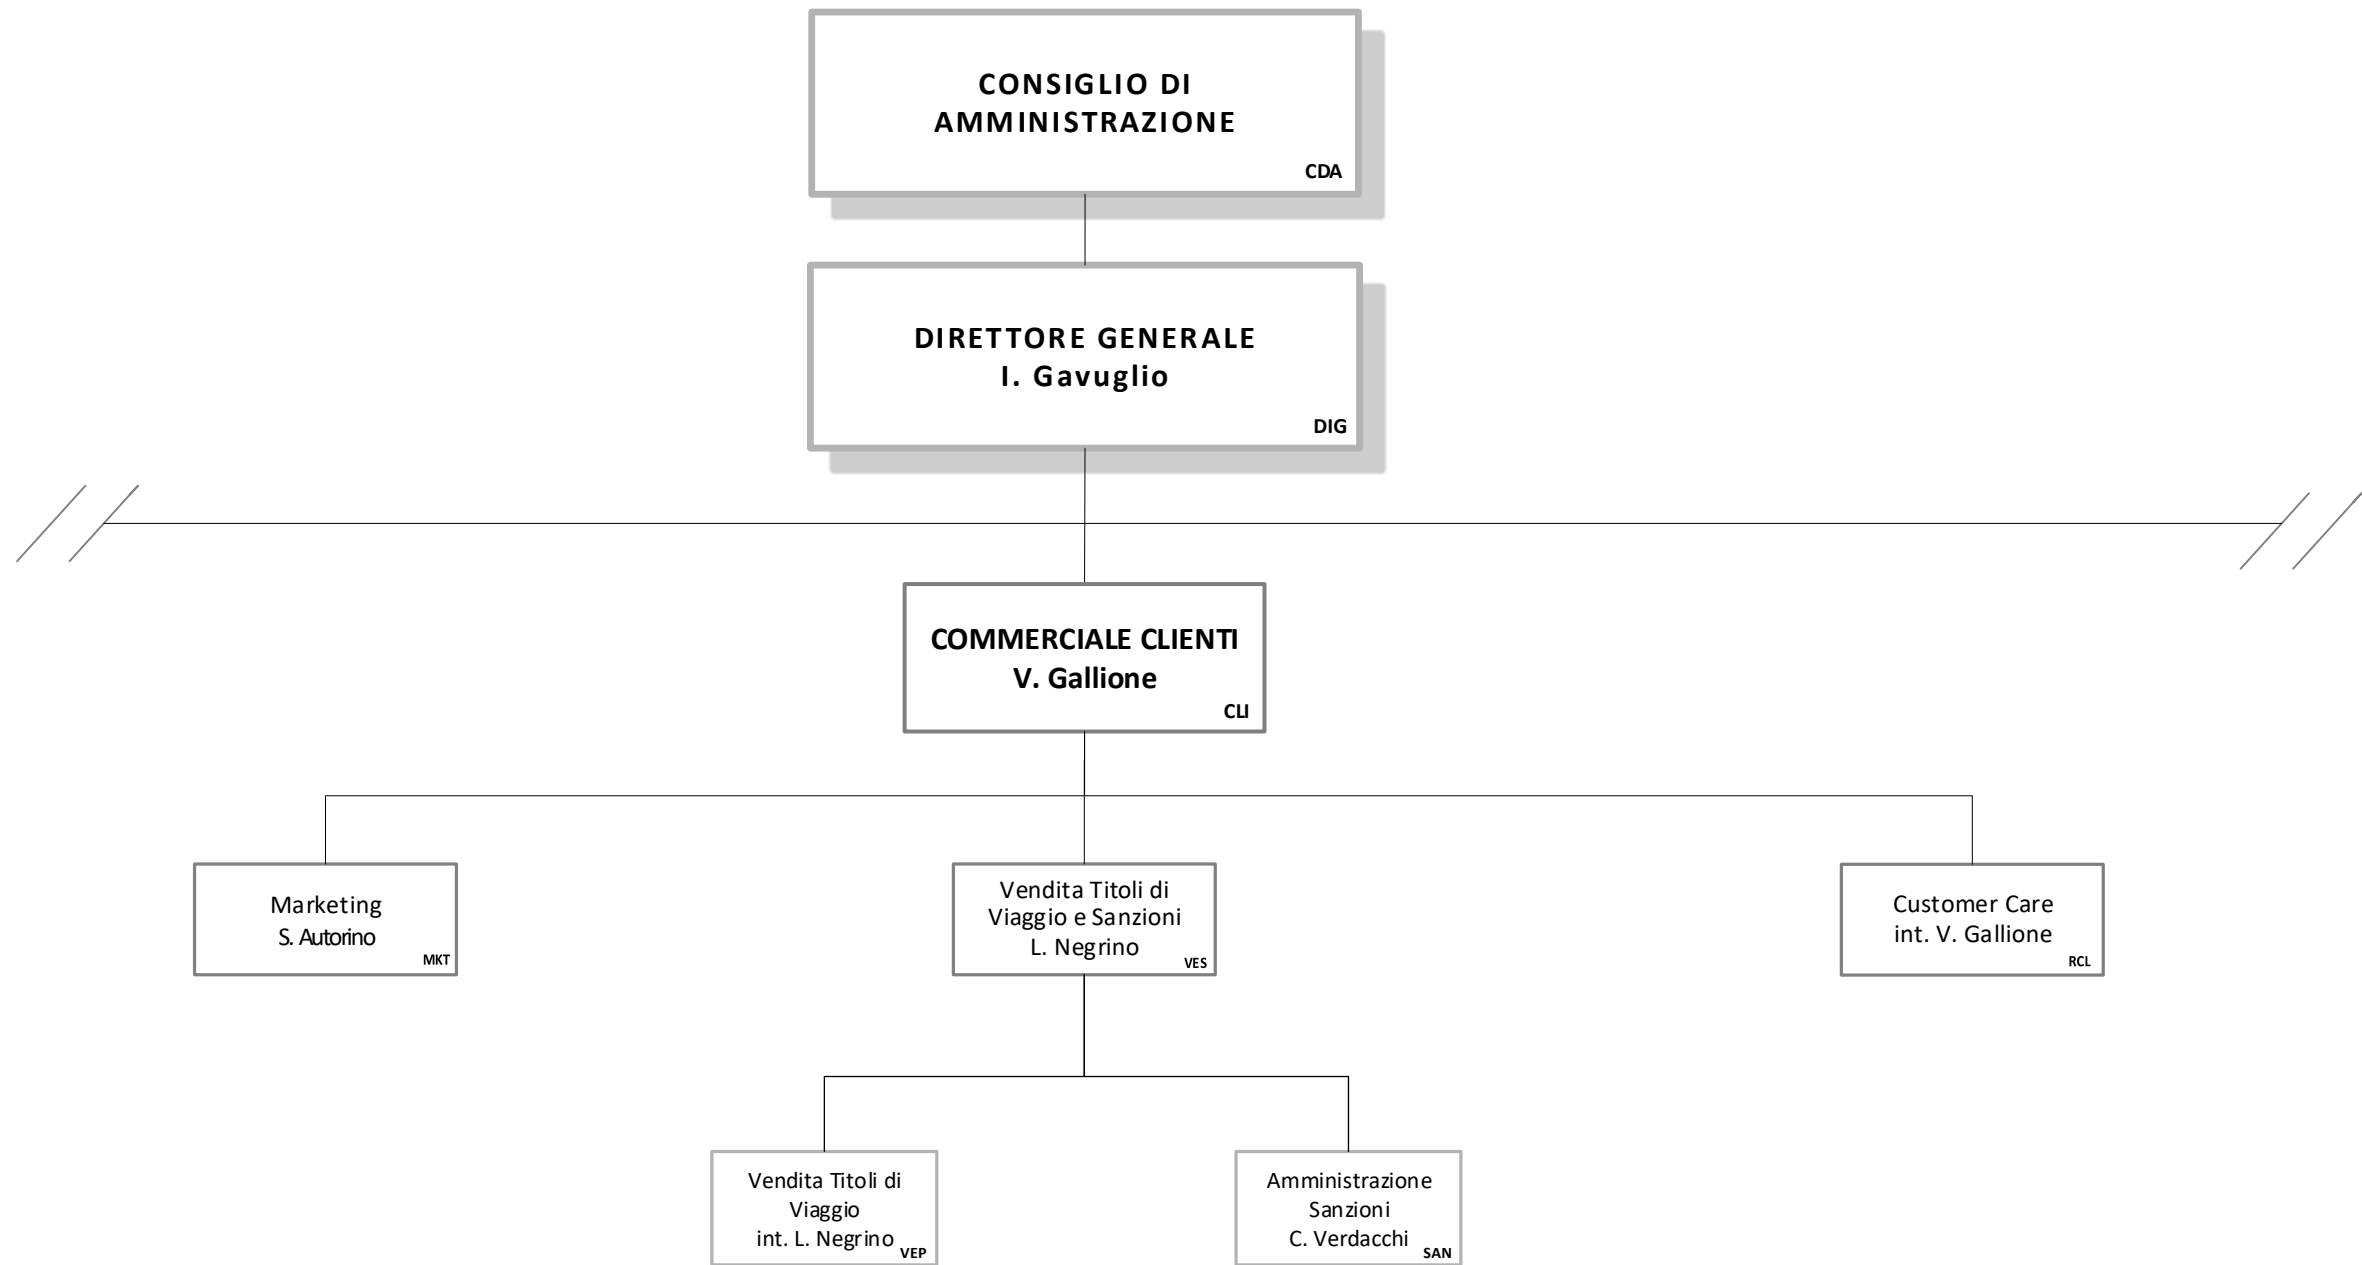 CONSIGLIO DI
AMMINISTRAZIONE
CDA
DIRETTORE GENERALE
I. Gavuglio
DIG
COMMERCIALE CLIENTI
V. Gallione
CLI
Marketing
S. Autorino
MKT
Vendita Titoli di
Viaggio e Sanzioni
L. Negrino
VES
Customer Care
int. V. Gallione
RCL
Vendita Titoli di
Viaggio
int. L. Negrino
VEP
Amministrazione
Sanzioni
C. Verdacchi
SAN